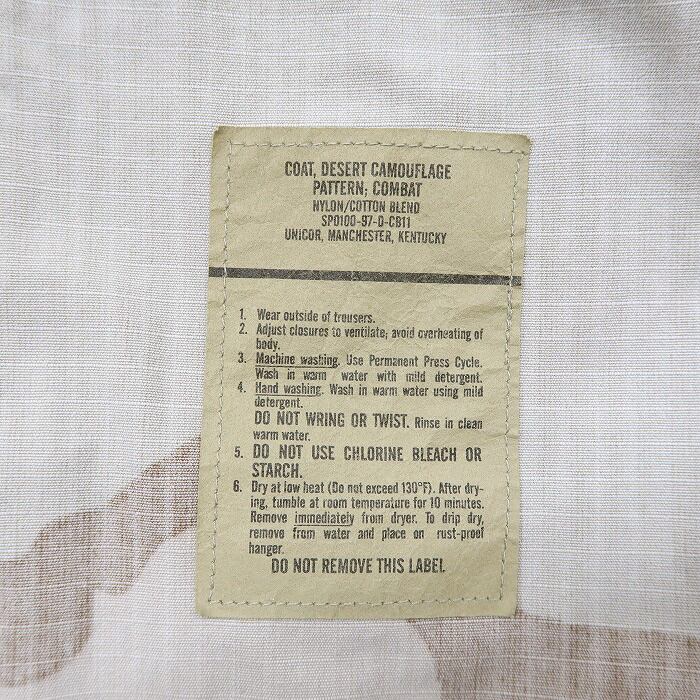 COAT, DESERT CAMOUFLAGE
PATTERN; COMBAT
NYLON/COTTON BLEND
SP0100-97-D-CB11
UNICOR, MANCHESTER, KENTUCKY
1. Wear outside of trousers.
2. Adjust closures to ventilate; avoid overheating of
body.
3. Machine washing. Use Permanent Press Cycle.
Wash in warm water with mild detergent.
4. Hand washing. Wash in warm water using mild
detergent.
DO NOT WRING OR TWIST. Rinse in clean
warm water.
5. DO NOT USE CHLORINE BLEACH OR
STARCH.
6. Dry at low heat (Do not exceed 130°F). After dry-
ing, tumble at room temperature for 10 minutes.
Remove immediately from dryer. To drip dry,
remove from water and place on rust-proof
hanger.
DO NOT REMOVE THIS LABEL